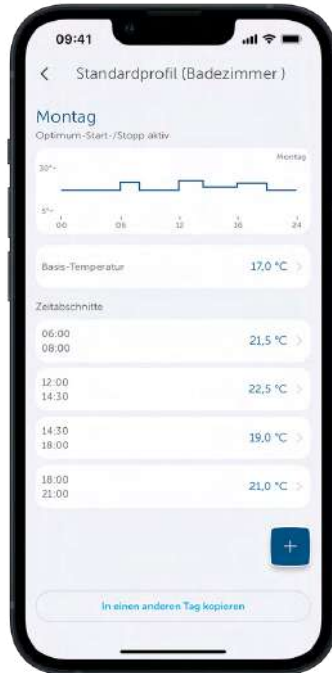 09:41
Standardprofil (Badezimmer )
Montag
Optimum-Start-/Stopp aktiv
Montag
30°-
5°-
00 06 12 18 24
Basis-Temperatur 17,0 °C
Zeitabschnitte
06:00
08:00
21,5 °C
12:00
14:30
22,5 °C
14:30
18:00
19,0 °C
18:00
21:00
21,0 °C
+
In einen anderen Tag kopieren